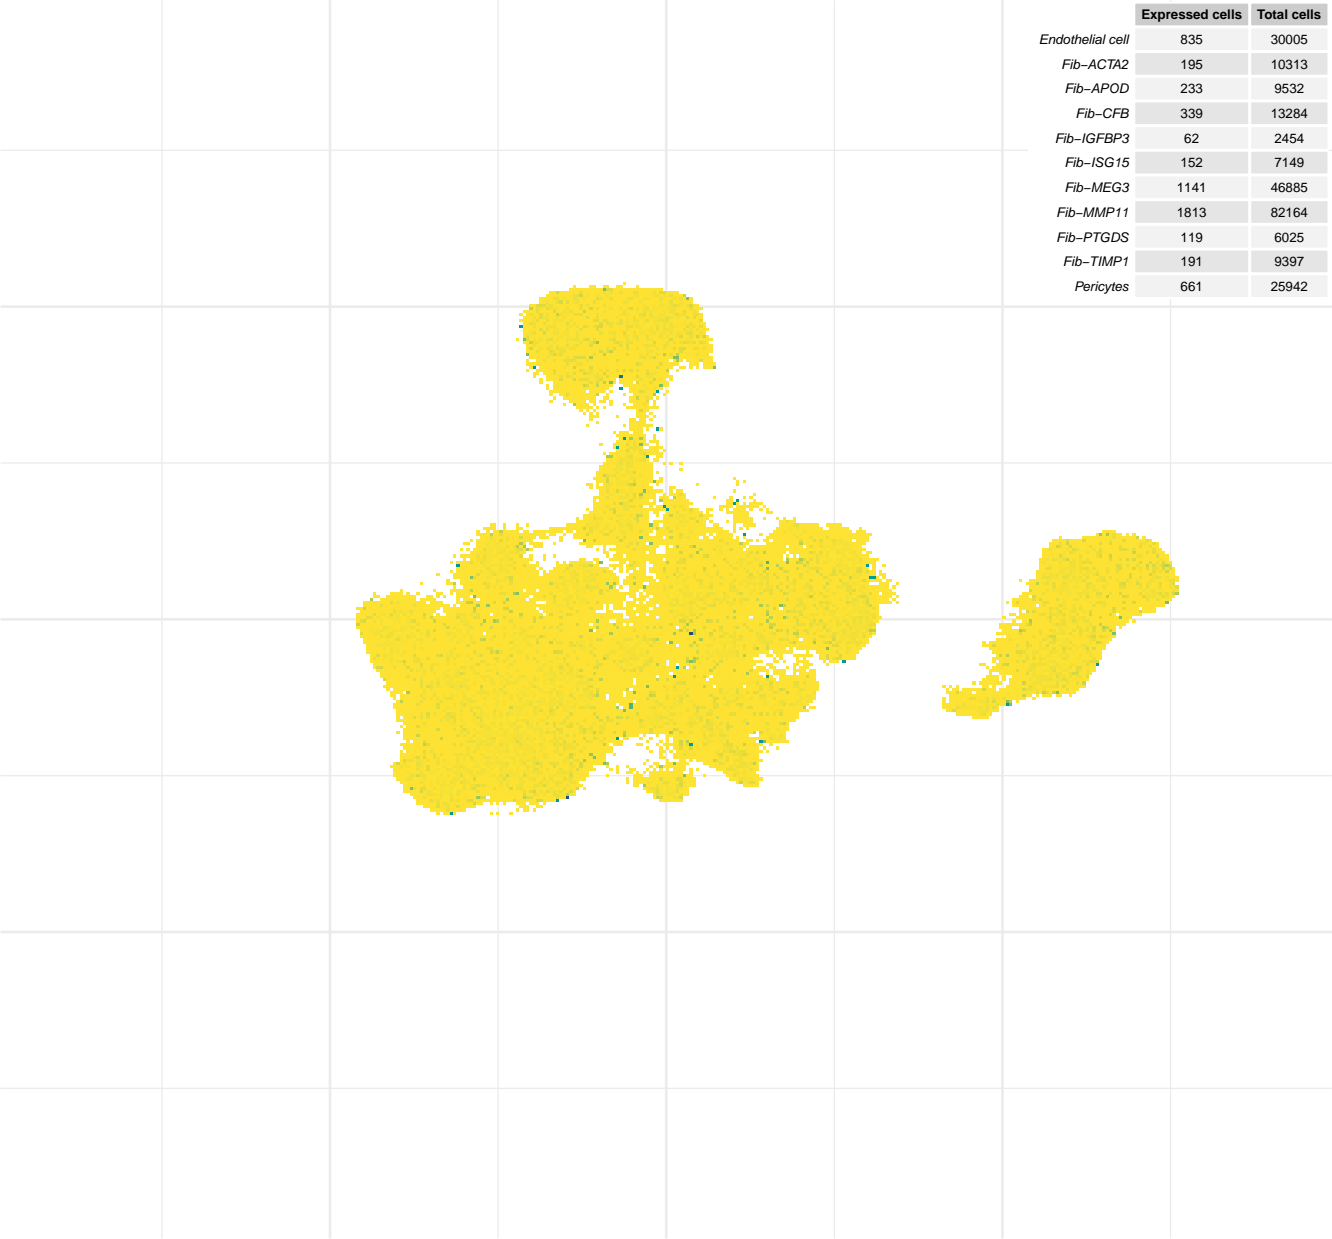 Expressed cells Total cells
Endothelial cell 835 30005
Fib−ACTA2 195 10313
Fib−APOD 233 9532
Fib−CFB 339 13284
Fib−IGFBP3 62 2454
Fib−ISG15 152 7149
Fib−MEG3 1141 46885
Fib−MMP11 1813 82164
Fib−PTGDS 119 6025
Fib−TIMP1 191 9397
Pericytes 661 25942